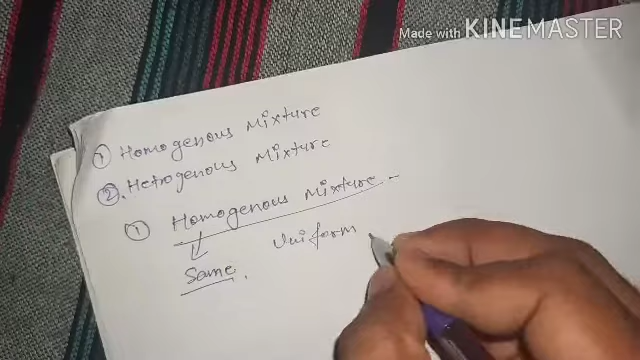 Made with KINEMASTER
① Homogenous Mixture
②. Hetrogenous Mixture
① Homogenous Mixture -
Same. Uniform